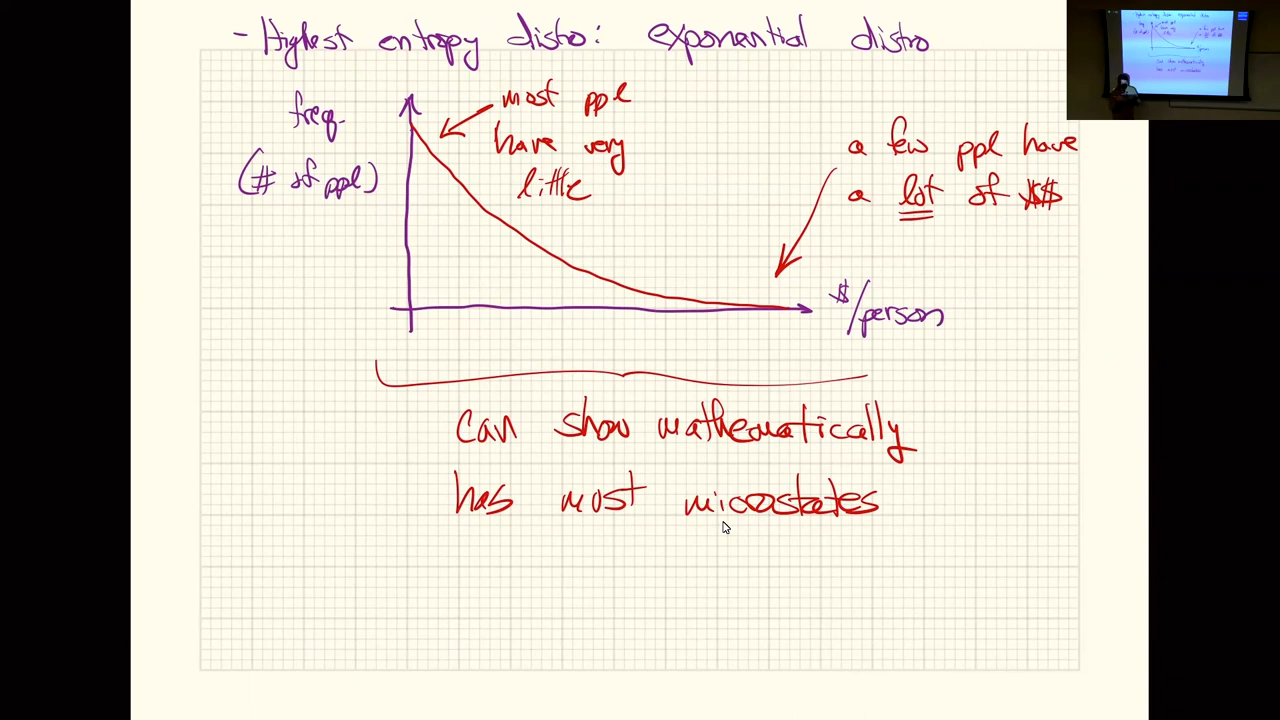 - Highest entropy distro: exponential distro
freq.
(# of ppl)
most ppl
have very
little
a few ppl have
a lot of $$
$/person
can show mathematically
has most microstates